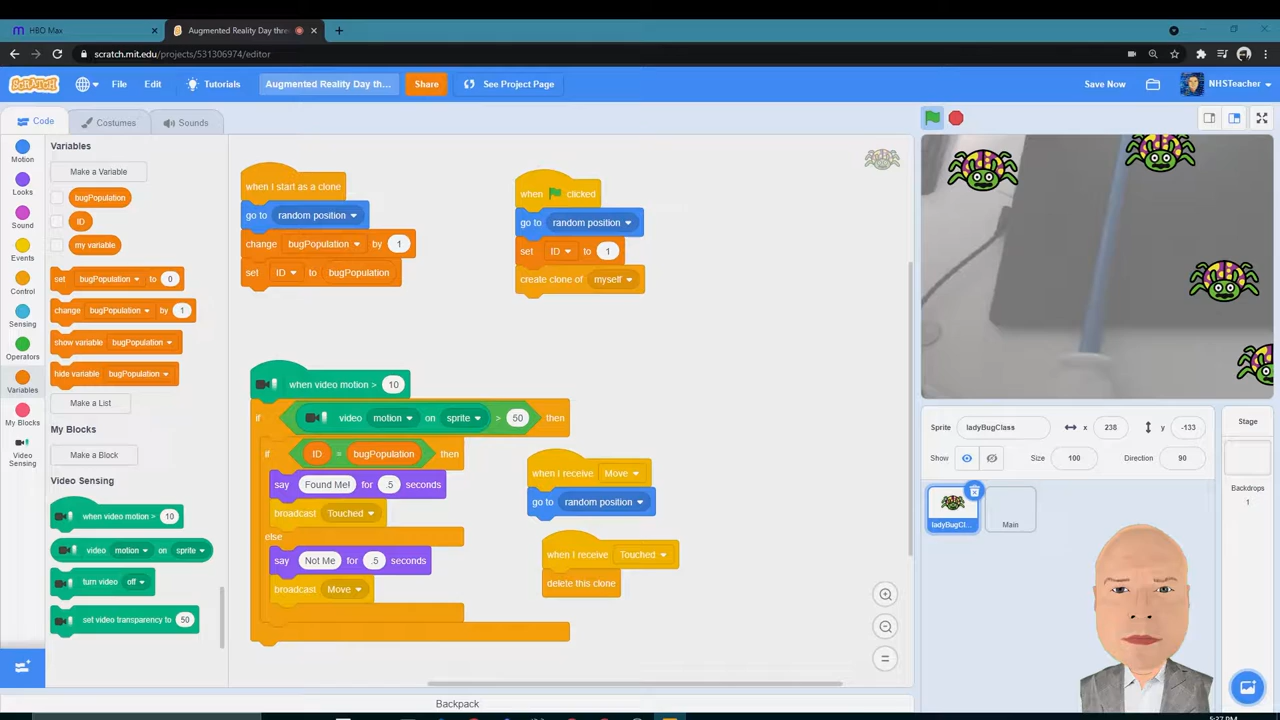 HBO Max
Augmented Reality Day thre
scratch.mit.edu/projects/531306974/editor
SCRATCH
File
Edit
Tutorials
Augmented Reality Day th...
Share
See Project Page
Save Now
NHSTeacher
Code
Costumes
Sounds
Motion
Looks
Sound
Events
Control
Sensing
Operators
Variables
My Blocks
Video Sensing
Variables
Make a Variable
bugPopulation
ID
my variable
set bugPopulation to 0
change bugPopulation by 1
show variable bugPopulation
hide variable bugPopulation
Make a List
My Blocks
Make a Block
Video Sensing
when video motion > 10
video motion on sprite
turn video off
set video transparency to 50
when I start as a clone
go to random position
change bugPopulation by 1
set ID to bugPopulation
when clicked
go to random position
set ID to 1
create clone of myself
when video motion > 10
if video motion on sprite > 50 then
if ID = bugPopulation then
say Found Me! for .5 seconds
broadcast Touched
else
say Not Me for .5 seconds
broadcast Move
when I receive Move
go to random position
when I receive Touched
delete this clone
Backpack
Sprite ladyBugClass x 238 y -133
Show Size 100 Direction 90
ladyBugCl...
Main
Stage
Backdrops
1
5:27 PM